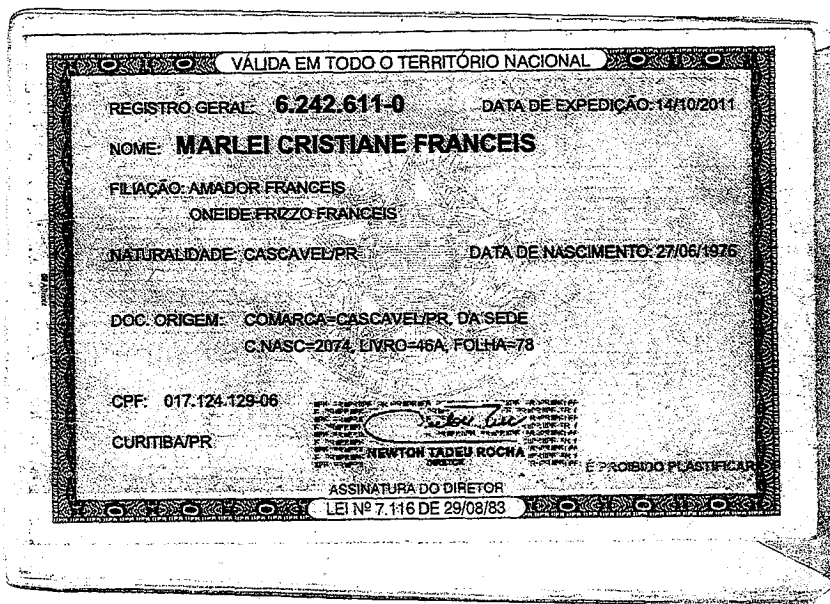 VÁLIDA EM TODO O TERRITÓRIO NACIONAL
REGISTRO GERAL: 6.242.611-0 DATA DE EXPEDIÇÃO: 14/10/2011
NOME: MARLEI CRISTIANE FRANCEIS
FILIAÇÃO: AMADOR FRANCEIS
ONEIDE FRIZZO FRANCEIS
NATURALIDADE: CASCAVEL/PR DATA DE NASCIMENTO: 27/06/1976
DOC. ORIGEM: COMARCA=CASCAVEL/PR, DA SEDE
C.NASC=2074, LIVRO=46A, FOLHA=78
CPF: 017.124.129-06
CURITIBA/PR
NEWTON TADEU ROCHA
DIRETOR
É PROIBIDO PLASTIFICAR
ASSINATURA DO DIRETOR
LEI Nº 7.116 DE 29/08/83